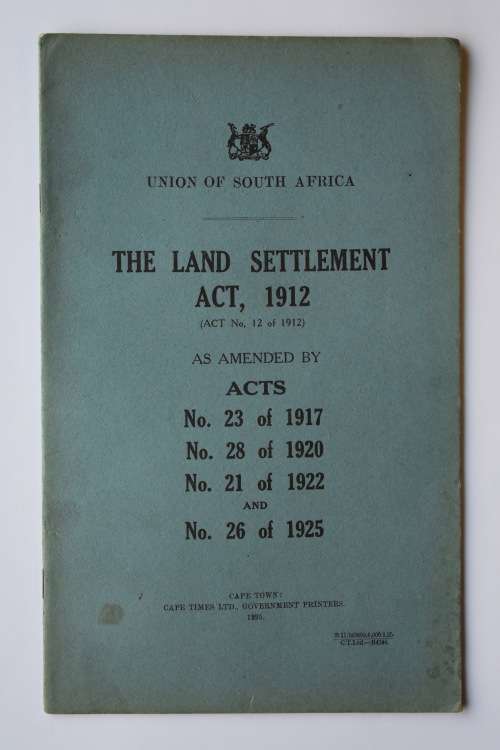 UNION OF SOUTH AFRICA
THE LAND SETTLEMENT
ACT, 1912
(ACT No. 12 of 1912)
AS AMENDED BY
ACTS
No. 23 of 1917
No. 28 of 1920
No. 21 of 1922
AND
No. 26 of 1925
CAPE TOWN:
CAPE TIMES LTD., GOVERNMENT PRINTERS.